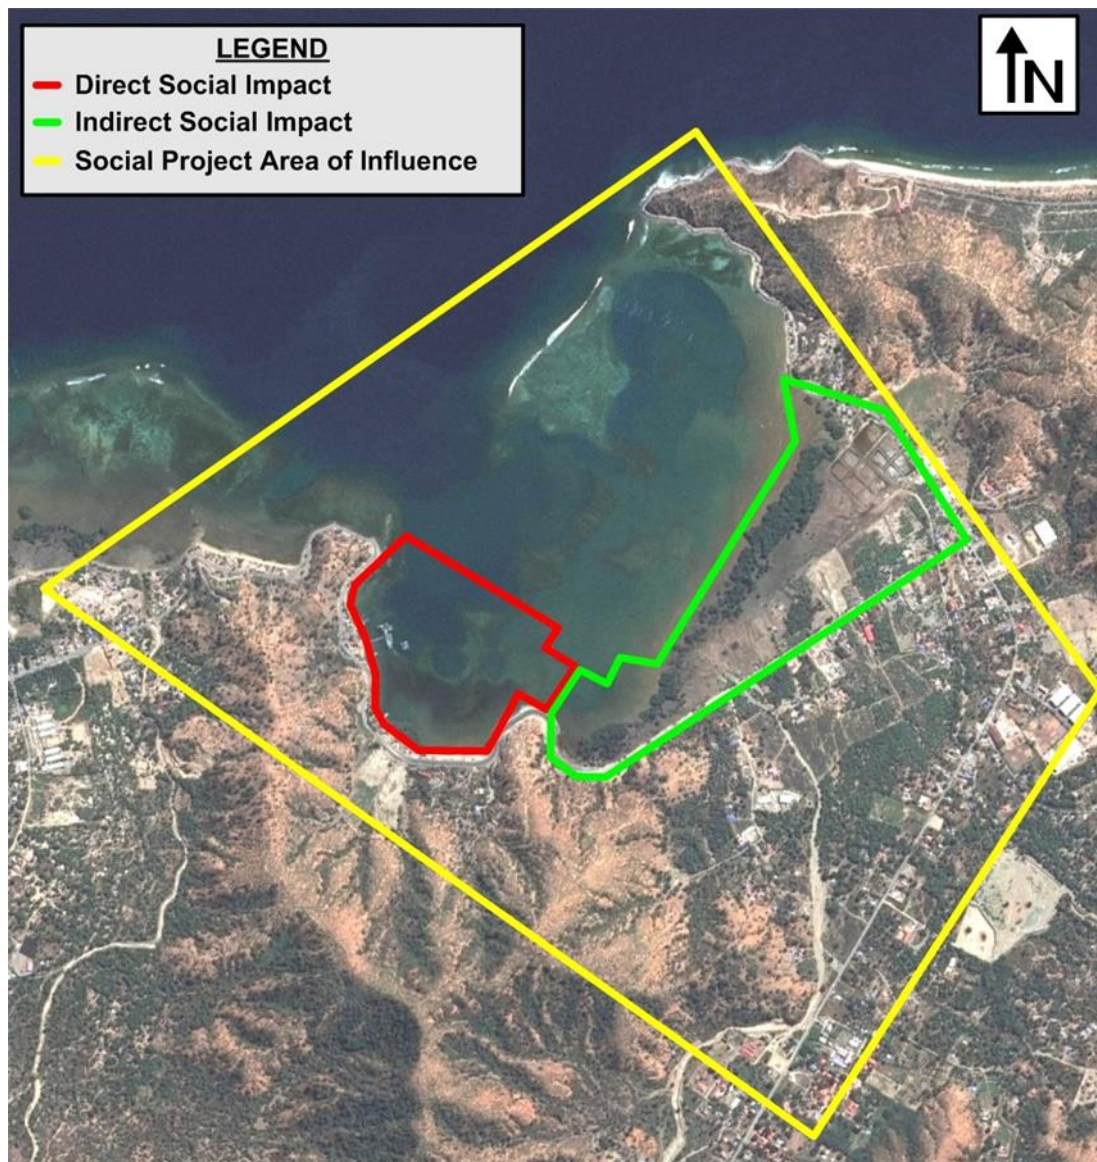 LEGEND
Direct Social Impact
Indirect Social Impact
Social Project Area of Influence
N